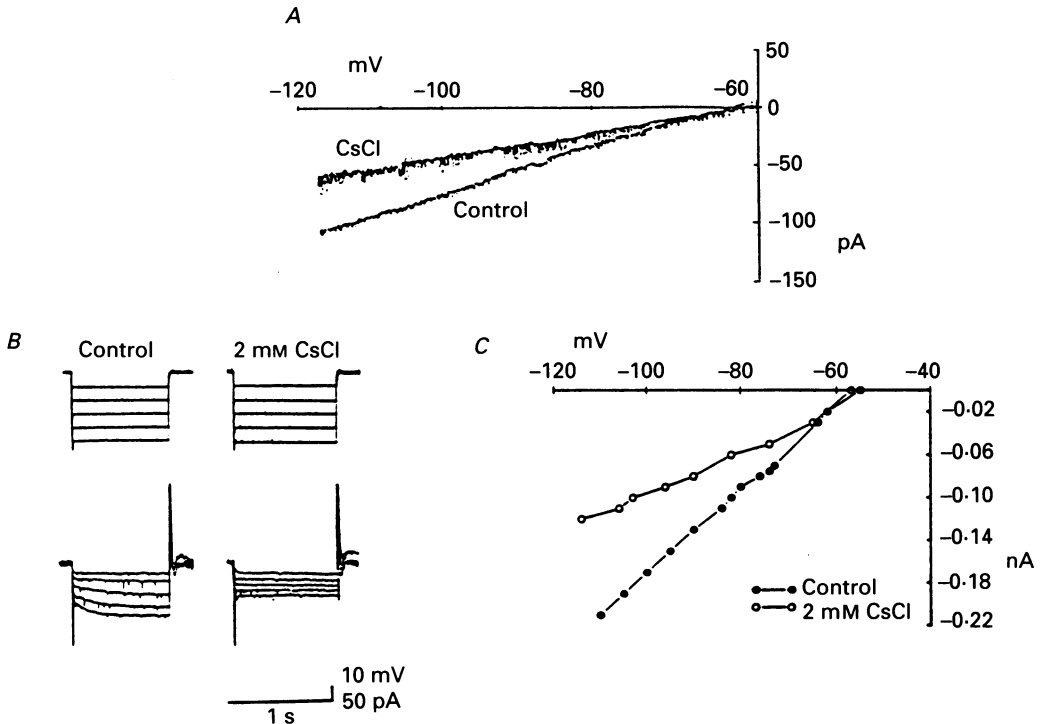 A
mV
−120
−100
−80
−60
50
0
−50
−100
−150
pA
CsCl
Control
B
Control
2 mM CsCl
10 mV
50 pA
1 s
C
mV
−120
−100
−80
−60
−40
−0·02
−0·06
−0·10
−0·14
−0·18
−0·22
nA
Control
2 mM CsCl